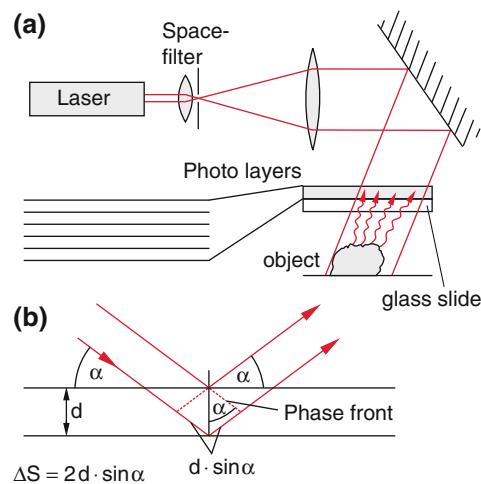 (a)
Space-
filter
Laser
Photo layers
object
glass slide
(b)
α
α
α
d
Phase front
d · sinα
ΔS = 2d · sinα